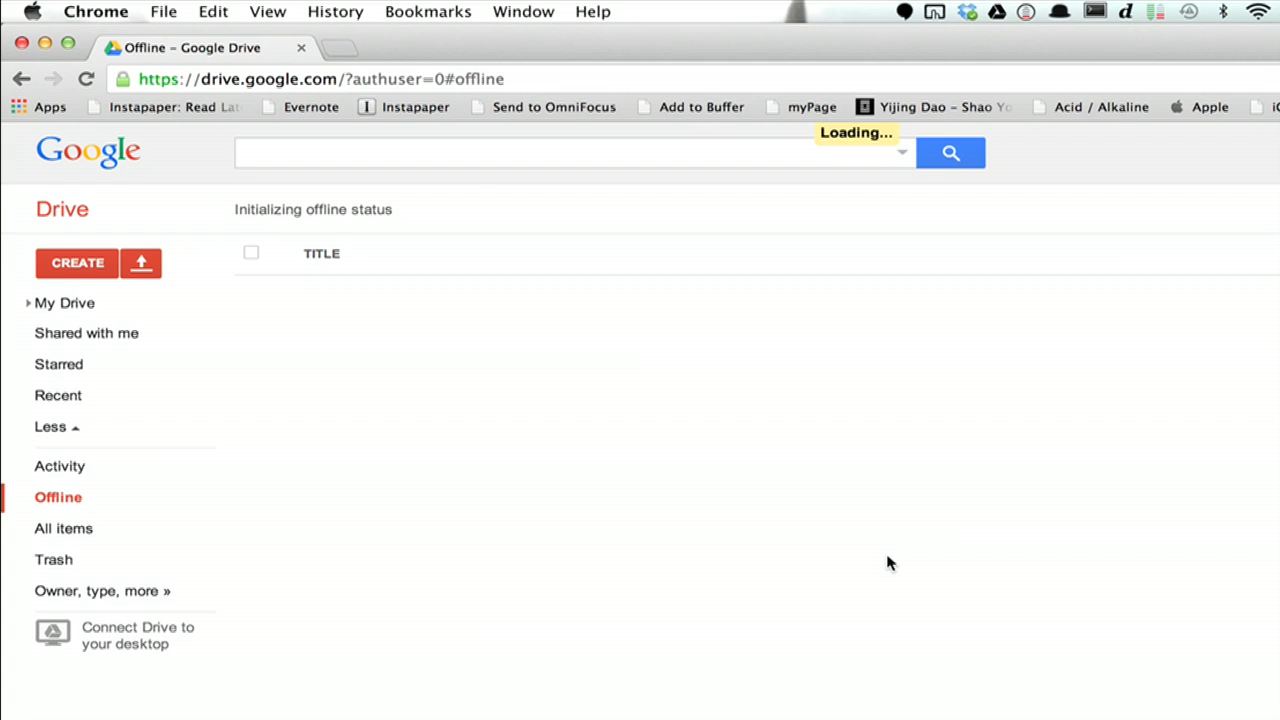 Chrome File Edit View History Bookmarks Window Help
Offline – Google Drive
https://drive.google.com/?authuser=0#offline
Apps Instapaper: Read Lat Evernote Instapaper Send to OmniFocus Add to Buffer myPage Yijing Dao – Shao Yo Acid / Alkaline Apple
Loading...
Google
Drive
Initializing offline status
CREATE
TITLE
My Drive
Shared with me
Starred
Recent
Less
Activity
Offline
All items
Trash
Owner, type, more »
Connect Drive to
your desktop